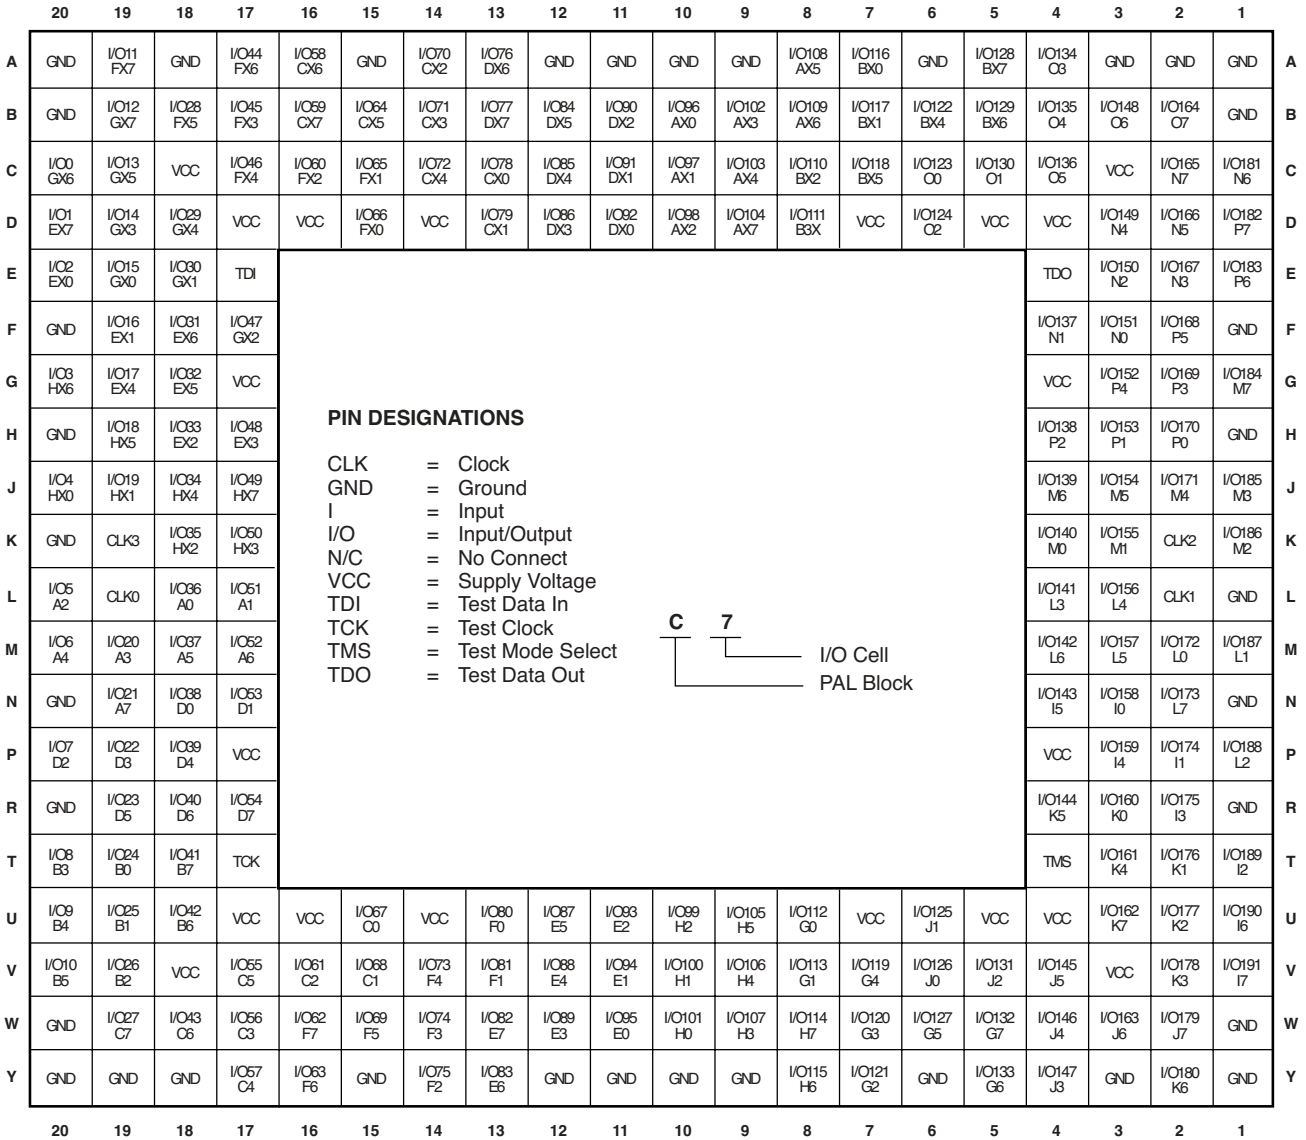 20 19 18 17 16 15 14 13 12 11 10 9 8 7 6 5 4 3 2 1
A GND I/O11 GND I/O44 I/O58 GND I/O70 I/O76 GND GND GND GND I/O108 I/O116 GND I/O128 I/O134 GND GND GND A
FX7 FX6 CX6 CX2 DX6 AX5 BX0 BX7 O3
B GND I/O12 I/O28 I/O45 I/O59 I/O64 I/O71 I/O77 I/O84 I/O90 I/O96 I/O102 I/O109 I/O117 I/O122 I/O129 I/O135 I/O148 I/O164 GND B
GX7 FX5 FX3 CX7 CX5 CX3 DX7 DX5 DX2 AX0 AX3 AX6 BX1 BX4 BX6 O4 O6 O7
C I/O0 I/O13 VCC I/O46 I/O60 I/O65 I/O72 I/O78 I/O85 I/O91 I/O97 I/O103 I/O110 I/O118 I/O123 I/O130 I/O136 VCC I/O165 I/O181 C
GX6 GX5 FX4 FX2 FX1 CX4 CX0 DX4 DX1 AX1 AX4 BX2 BX5 O0 O1 O5 N7 N6
D I/O1 I/O14 I/O29 VCC VCC I/O66 VCC I/O79 I/O86 I/O92 I/O98 I/O104 I/O111 VCC I/O124 VCC VCC I/O149 I/O166 I/O182 D
EX7 GX3 GX4 FX0 CX1 DX3 DX0 AX2 AX7 B3X O2 N4 N5 P7
E I/O2 I/O15 I/O30 TDI TDO I/O150 I/O167 I/O183 E
EX0 GX0 GX1 N2 N3 P6
F GND I/O16 I/O31 I/O47 I/O137 I/O151 I/O168 GND F
EX1 EX6 GX2 N1 N0 P5
G I/O3 I/O17 I/O32 VCC VCC I/O152 I/O169 I/O184 G
HX6 EX4 EX5 P4 P3 M7
H GND I/O18 I/O33 I/O48 I/O138 I/O153 I/O170 GND H
HX5 EX2 EX3 P2 P1 P0
J I/O4 I/O19 I/O34 I/O49 I/O139 I/O154 I/O171 I/O185 J
HX0 HX1 HX4 HX7 M6 M5 M4 M3
K GND CLK3 I/O35 I/O50 I/O140 I/O155 CLK2 I/O186 K
HX2 HX3 M0 M1 M2
L I/O5 CLK0 I/O36 I/O51 I/O141 I/O156 CLK1 GND L
A2 A0 A1 L3 L4
M I/O6 I/O20 I/O37 I/O52 I/O142 I/O157 I/O172 I/O187 M
A4 A3 A5 A6 L6 L5 L0 L1
N GND I/O21 I/O38 I/O53 I/O143 I/O158 I/O173 GND N
A7 D0 D1 I5 I0 L7
P I/O7 I/O22 I/O39 VCC VCC I/O159 I/O174 I/O188 P
D2 D3 D4 I4 I1 L2
R GND I/O23 I/O40 I/O54 I/O144 I/O160 I/O175 GND R
D5 D6 D7 K5 K0 I3
T I/O8 I/O24 I/O41 TCK TMS I/O161 I/O176 I/O189 T
B3 B0 B7 K4 K1 I2
PIN DESIGNATIONS
CLK = Clock
GND = Ground
I = Input
I/O = Input/Output
N/C = No Connect
VCC = Supply Voltage
TDI = Test Data In
TCK = Test Clock
TMS = Test Mode Select
TDO = Test Data Out
C 7
I/O Cell
PAL Block
U I/O9 I/O25 I/O42 VCC VCC I/O67 VCC I/O80 I/O87 I/O93 I/O99 I/O105 I/O112 VCC I/O125 VCC VCC I/O162 I/O177 I/O190 U
B4 B1 B6 C0 F0 E5 E2 H2 H5 G0 J1 K7 K2 I6
V I/O10 I/O26 VCC I/O55 I/O61 I/O68 I/O73 I/O81 I/O88 I/O94 I/O100 I/O106 I/O113 I/O119 I/O126 I/O131 I/O145 VCC I/O178 I/O191 V
B5 B2 C5 C2 C1 F4 F1 E4 E1 H1 H4 G1 G4 J0 J2 J5 K3 I7
W GND I/O27 I/O43 I/O56 I/O62 I/O69 I/O74 I/O82 I/O89 I/O95 I/O101 I/O107 I/O114 I/O120 I/O127 I/O132 I/O146 I/O163 I/O179 GND W
C7 C6 C3 F7 F5 F3 E7 E3 E0 H0 H3 H7 G3 G5 G7 J4 J6 J7
Y GND GND GND I/O57 I/O63 GND I/O75 I/O83 GND GND GND GND I/O115 I/O121 GND I/O133 I/O147 GND I/O180 GND Y
C4 F6 F2 E6 H6 G2 G6 J3 K6
20 19 18 17 16 15 14 13 12 11 10 9 8 7 6 5 4 3 2 1